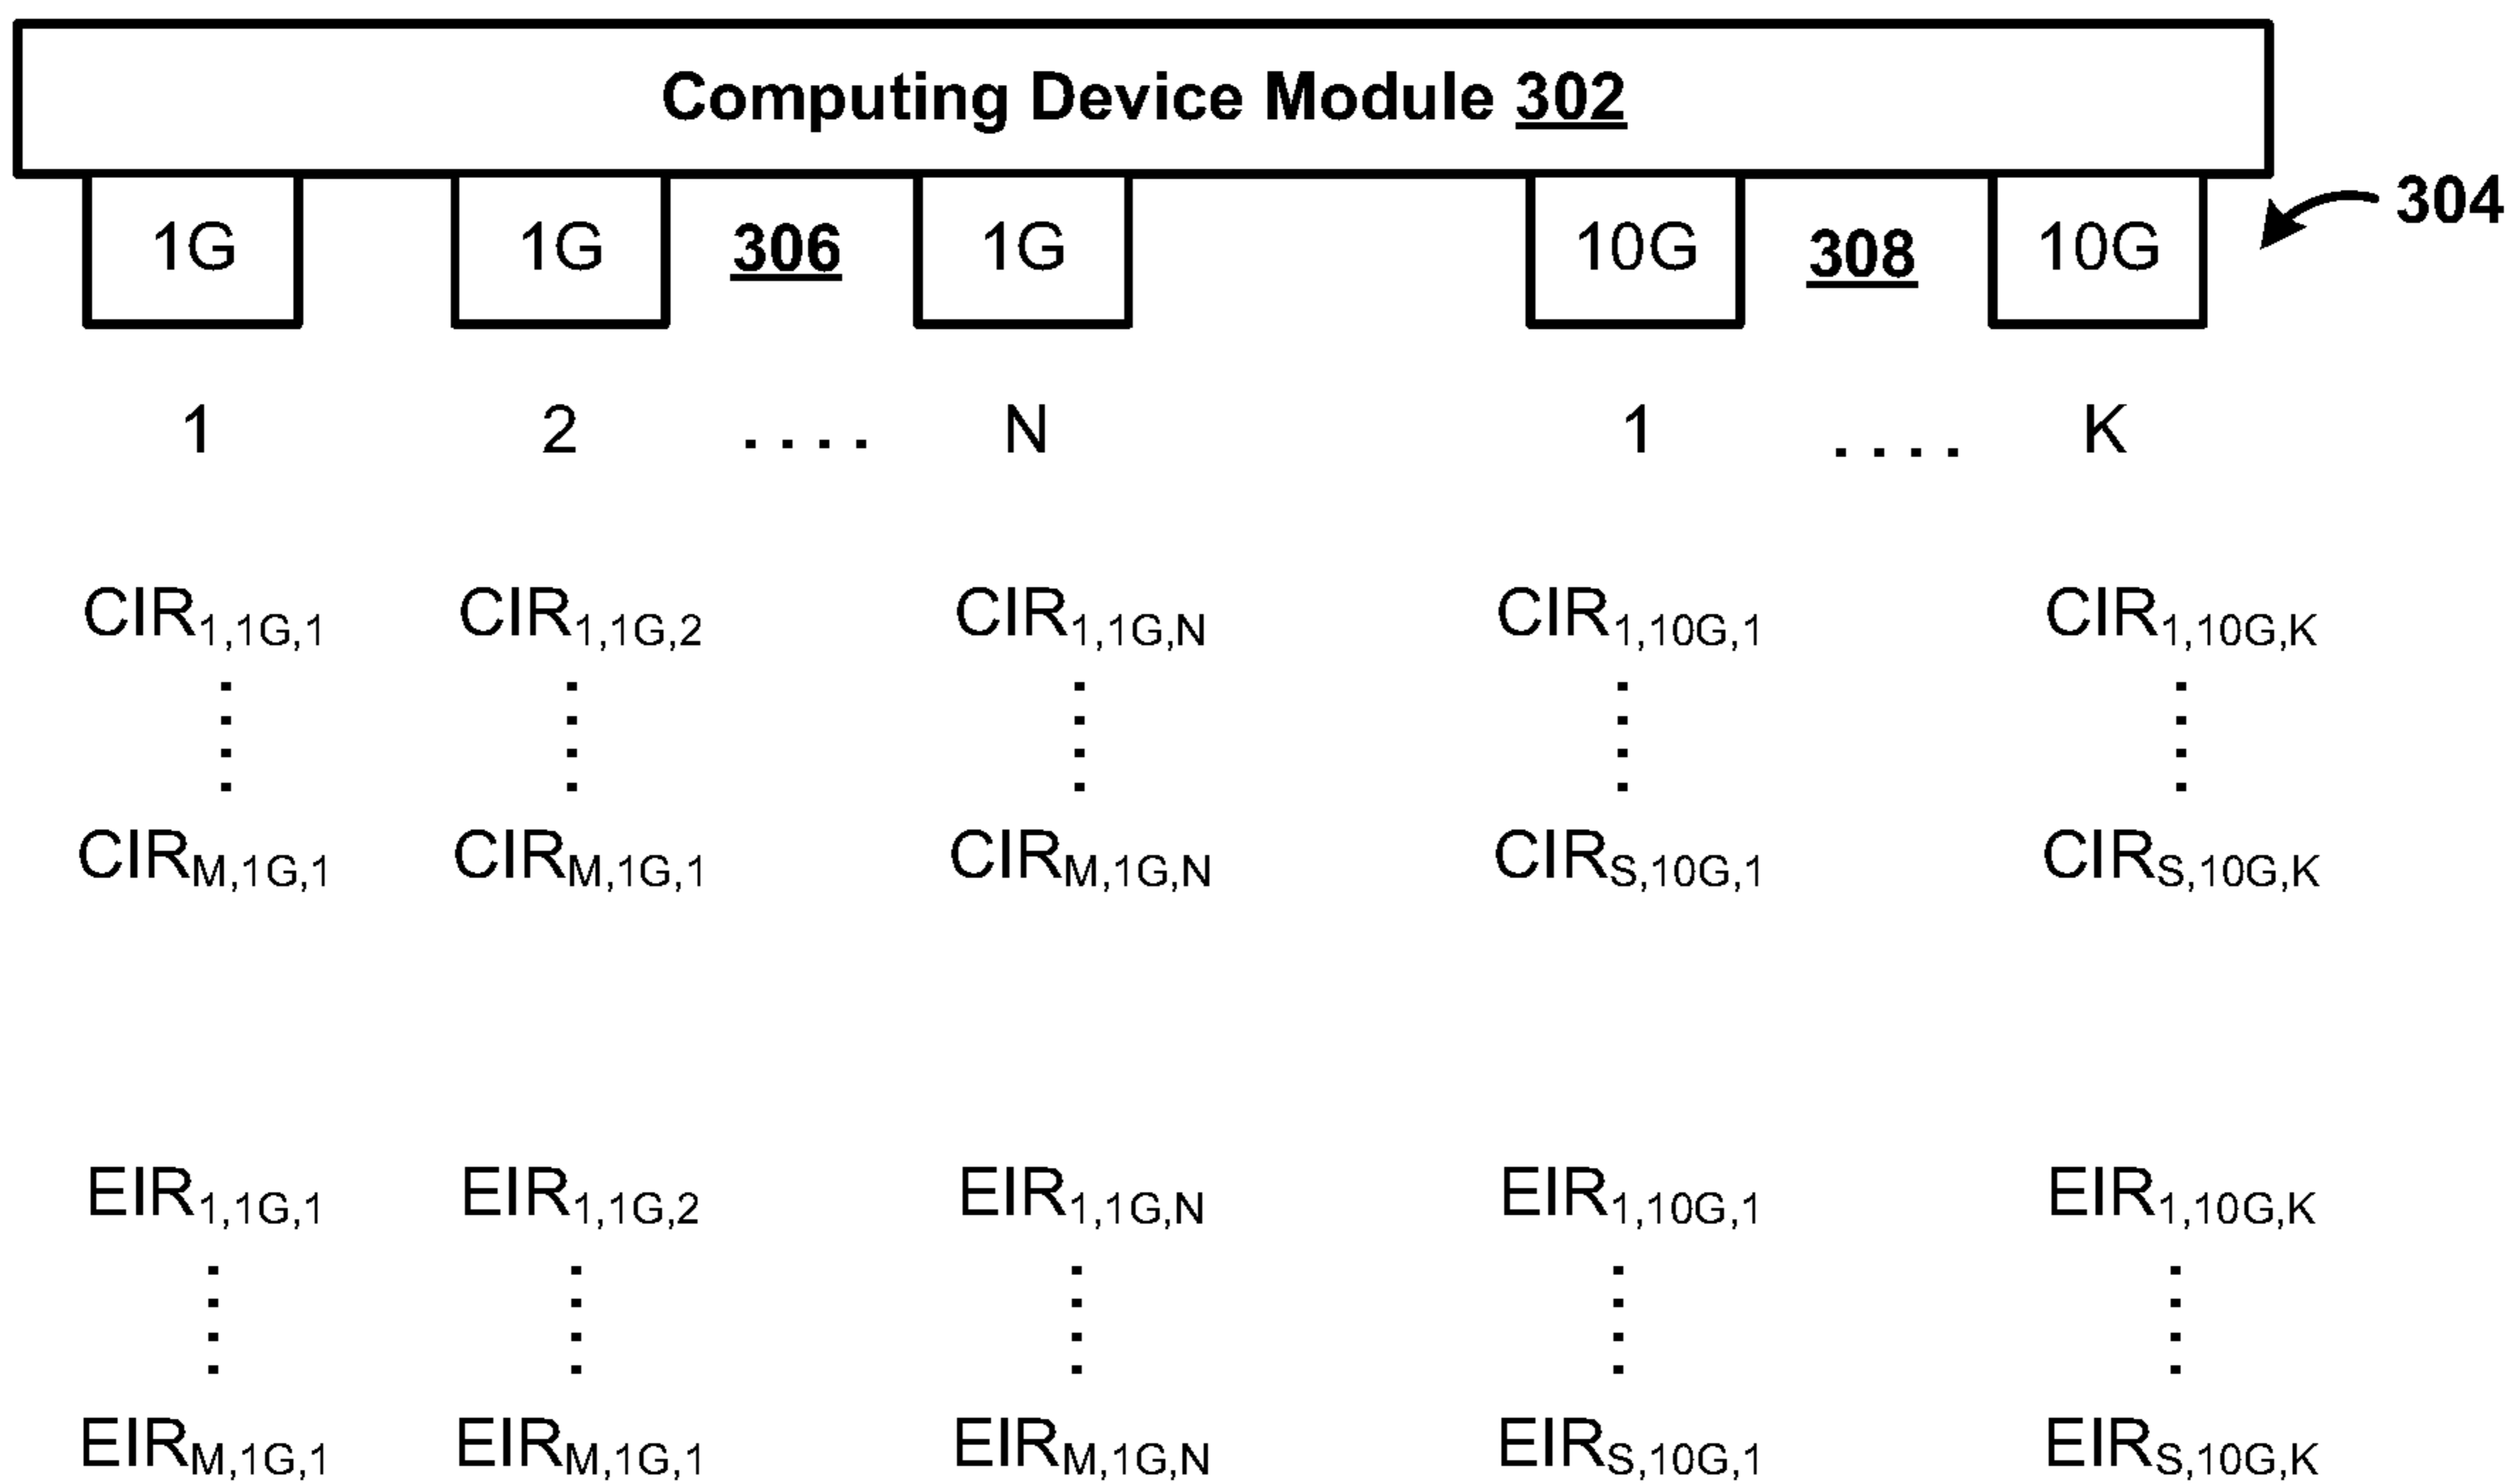 Computing Device Module 302
1G 1G 306 1G 10G 308 10G 304
1 2 .... N 1 .... K
CIR1,1G,1 CIR1,1G,2 CIR1,1G,N CIR1,10G,1 CIR1,10G,K
CIRM,1G,1 CIRM,1G,1 CIRM,1G,N CIRS,10G,1 CIRS,10G,K
EIR1,1G,1 EIR1,1G,2 EIR1,1G,N EIR1,10G,1 EIR1,10G,K
EIRM,1G,1 EIRM,1G,1 EIRM,1G,N EIRS,10G,1 EIRS,10G,K